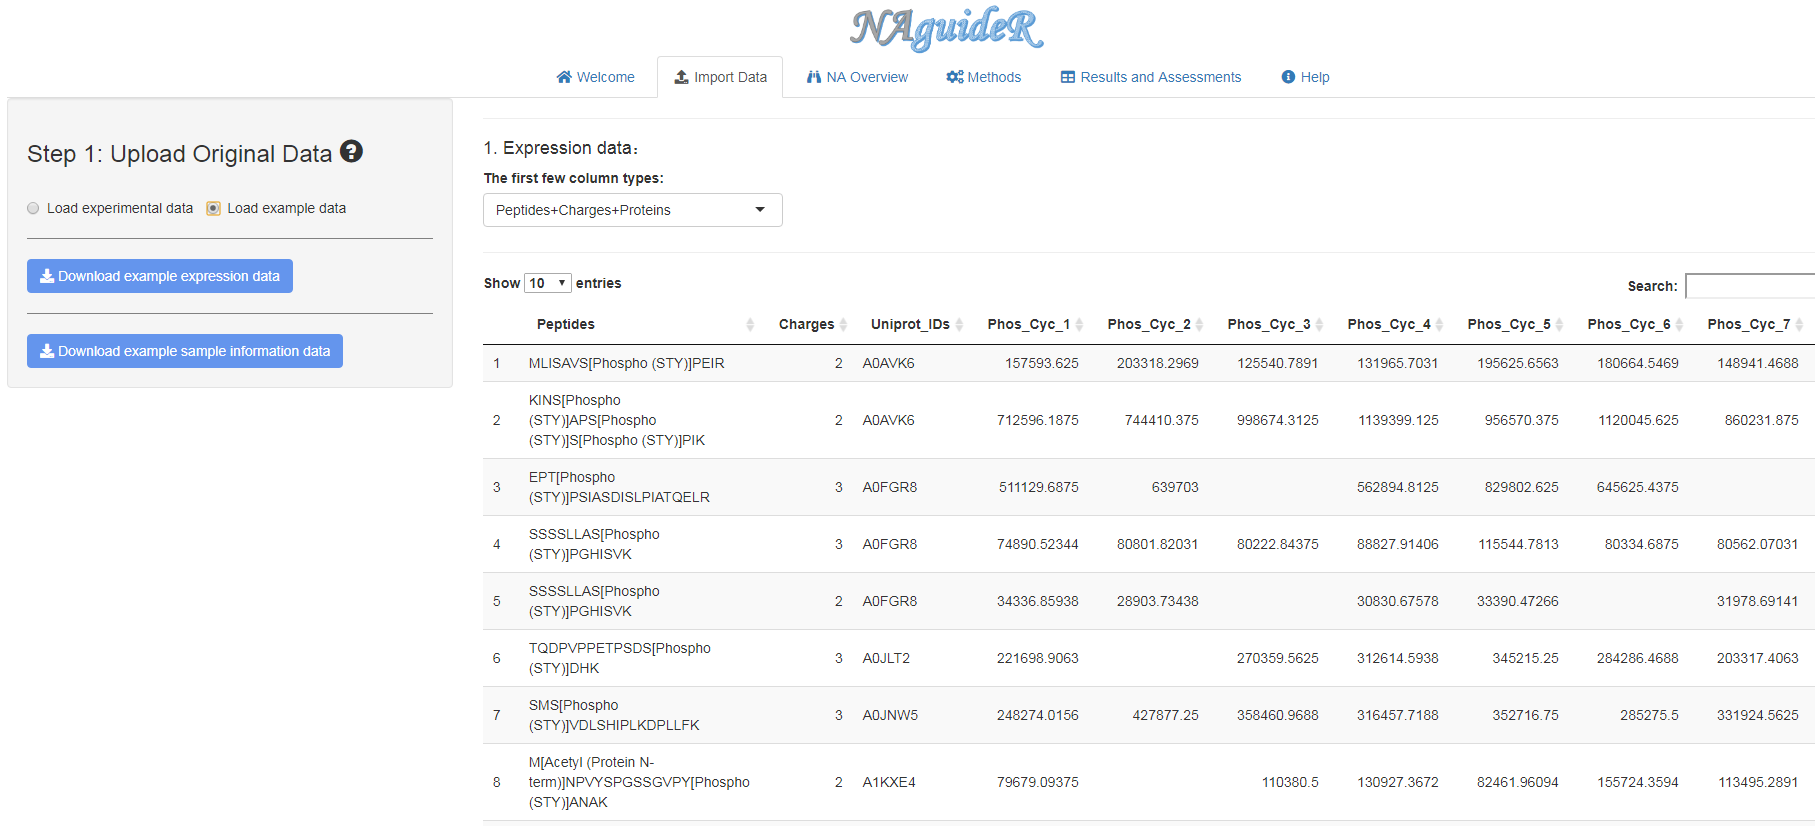 NAguideR
Welcome Import Data NA Overview Methods Results and Assessments Help
Step 1: Upload Original Data
Load experimental data Load example data
Download example expression data
Download example sample information data
1. Expression data：
The first few column types:
Peptides+Charges+Proteins
Show 10 entries
Search:
Peptides Charges Uniprot_IDs Phos_Cyc_1 Phos_Cyc_2 Phos_Cyc_3 Phos_Cyc_4 Phos_Cyc_5 Phos_Cyc_6 Phos_Cyc_7
1 MLISAVS[Phospho (STY)]PEIR 2 A0AVK6 157593.625 203318.2969 125540.7891 131965.7031 195625.6563 180664.5469 148941.4688
KINS[Phospho
2 (STY)]APS[Phospho 2 A0AVK6 712596.1875 744410.375 998674.3125 1139399.125 956570.375 1120045.625 860231.875
(STY)]S[Phospho (STY)]PIK
EPT[Phospho
3 (STY)]PSIASDISLPIATQELR 3 A0FGR8 511129.6875 639703 562894.8125 829802.625 645625.4375
SSSSLLAS[Phospho
4 (STY)]PGHISVK 3 A0FGR8 74890.52344 80801.82031 80222.84375 88827.91406 115544.7813 80334.6875 80562.07031
SSSSLLAS[Phospho
5 (STY)]PGHISVK 2 A0FGR8 34336.85938 28903.73438 30830.67578 33390.47266 31978.69141
TQDPVPPETPSDS[Phospho
6 (STY)]DHK 3 A0JLT2 221698.9063 270359.5625 312614.5938 345215.25 284286.4688 203317.4063
SMS[Phospho
7 (STY)]VDLSHIPLKDPLLFK 3 A0JNW5 248274.0156 427877.25 358460.9688 316457.7188 352716.75 285275.5 331924.5625
M[Acetyl (Protein N-
8 term)]NPVYSPGSSGVPY[Phospho 2 A1KXE4 79679.09375 110380.5 130927.3672 82461.96094 155724.3594 113495.2891
(STY)]ANAK